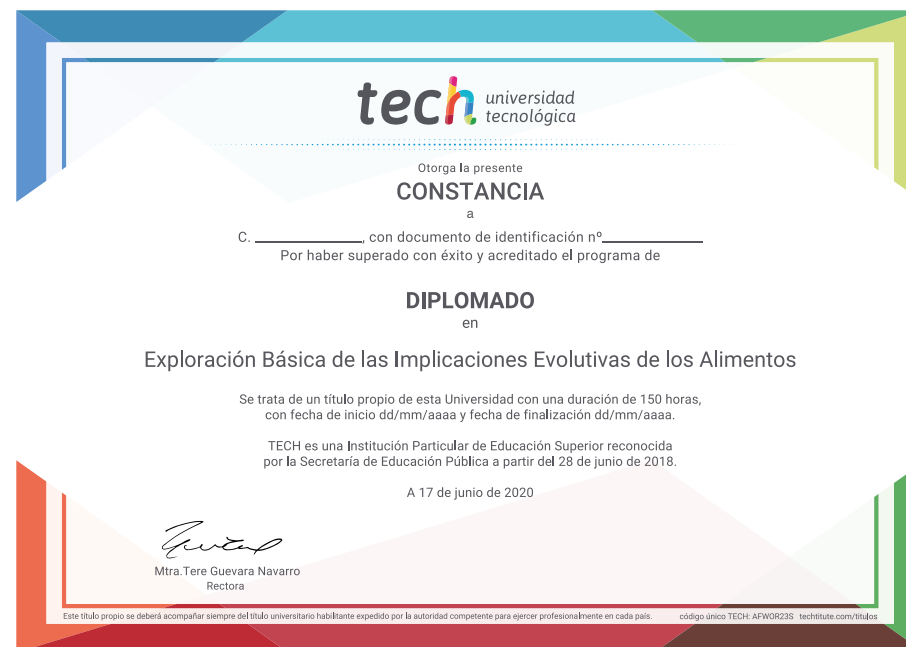 tech universidad
tecnológica
Otorga la presente
CONSTANCIA
a
C. ____________, con documento de identificación nº____________
Por haber superado con éxito y acreditado el programa de
DIPLOMADO
en
Exploración Básica de las Implicaciones Evolutivas de los Alimentos
Se trata de un título propio de esta Universidad con una duración de 150 horas,
con fecha de inicio dd/mm/aaaa y fecha de finalización dd/mm/aaaa.
TECH es una Institución Particular de Educación Superior reconocida
por la Secretaría de Educación Pública a partir del 28 de junio de 2018.
A 17 de junio de 2020
Mtra.Tere Guevara Navarro
Rectora
Este título propio se deberá acompañar siempre del título universitario habilitante expedido por la autoridad competente para ejercer profesionalmente en cada país. código único TECH: AFWOR23S techtitute.com/titulos